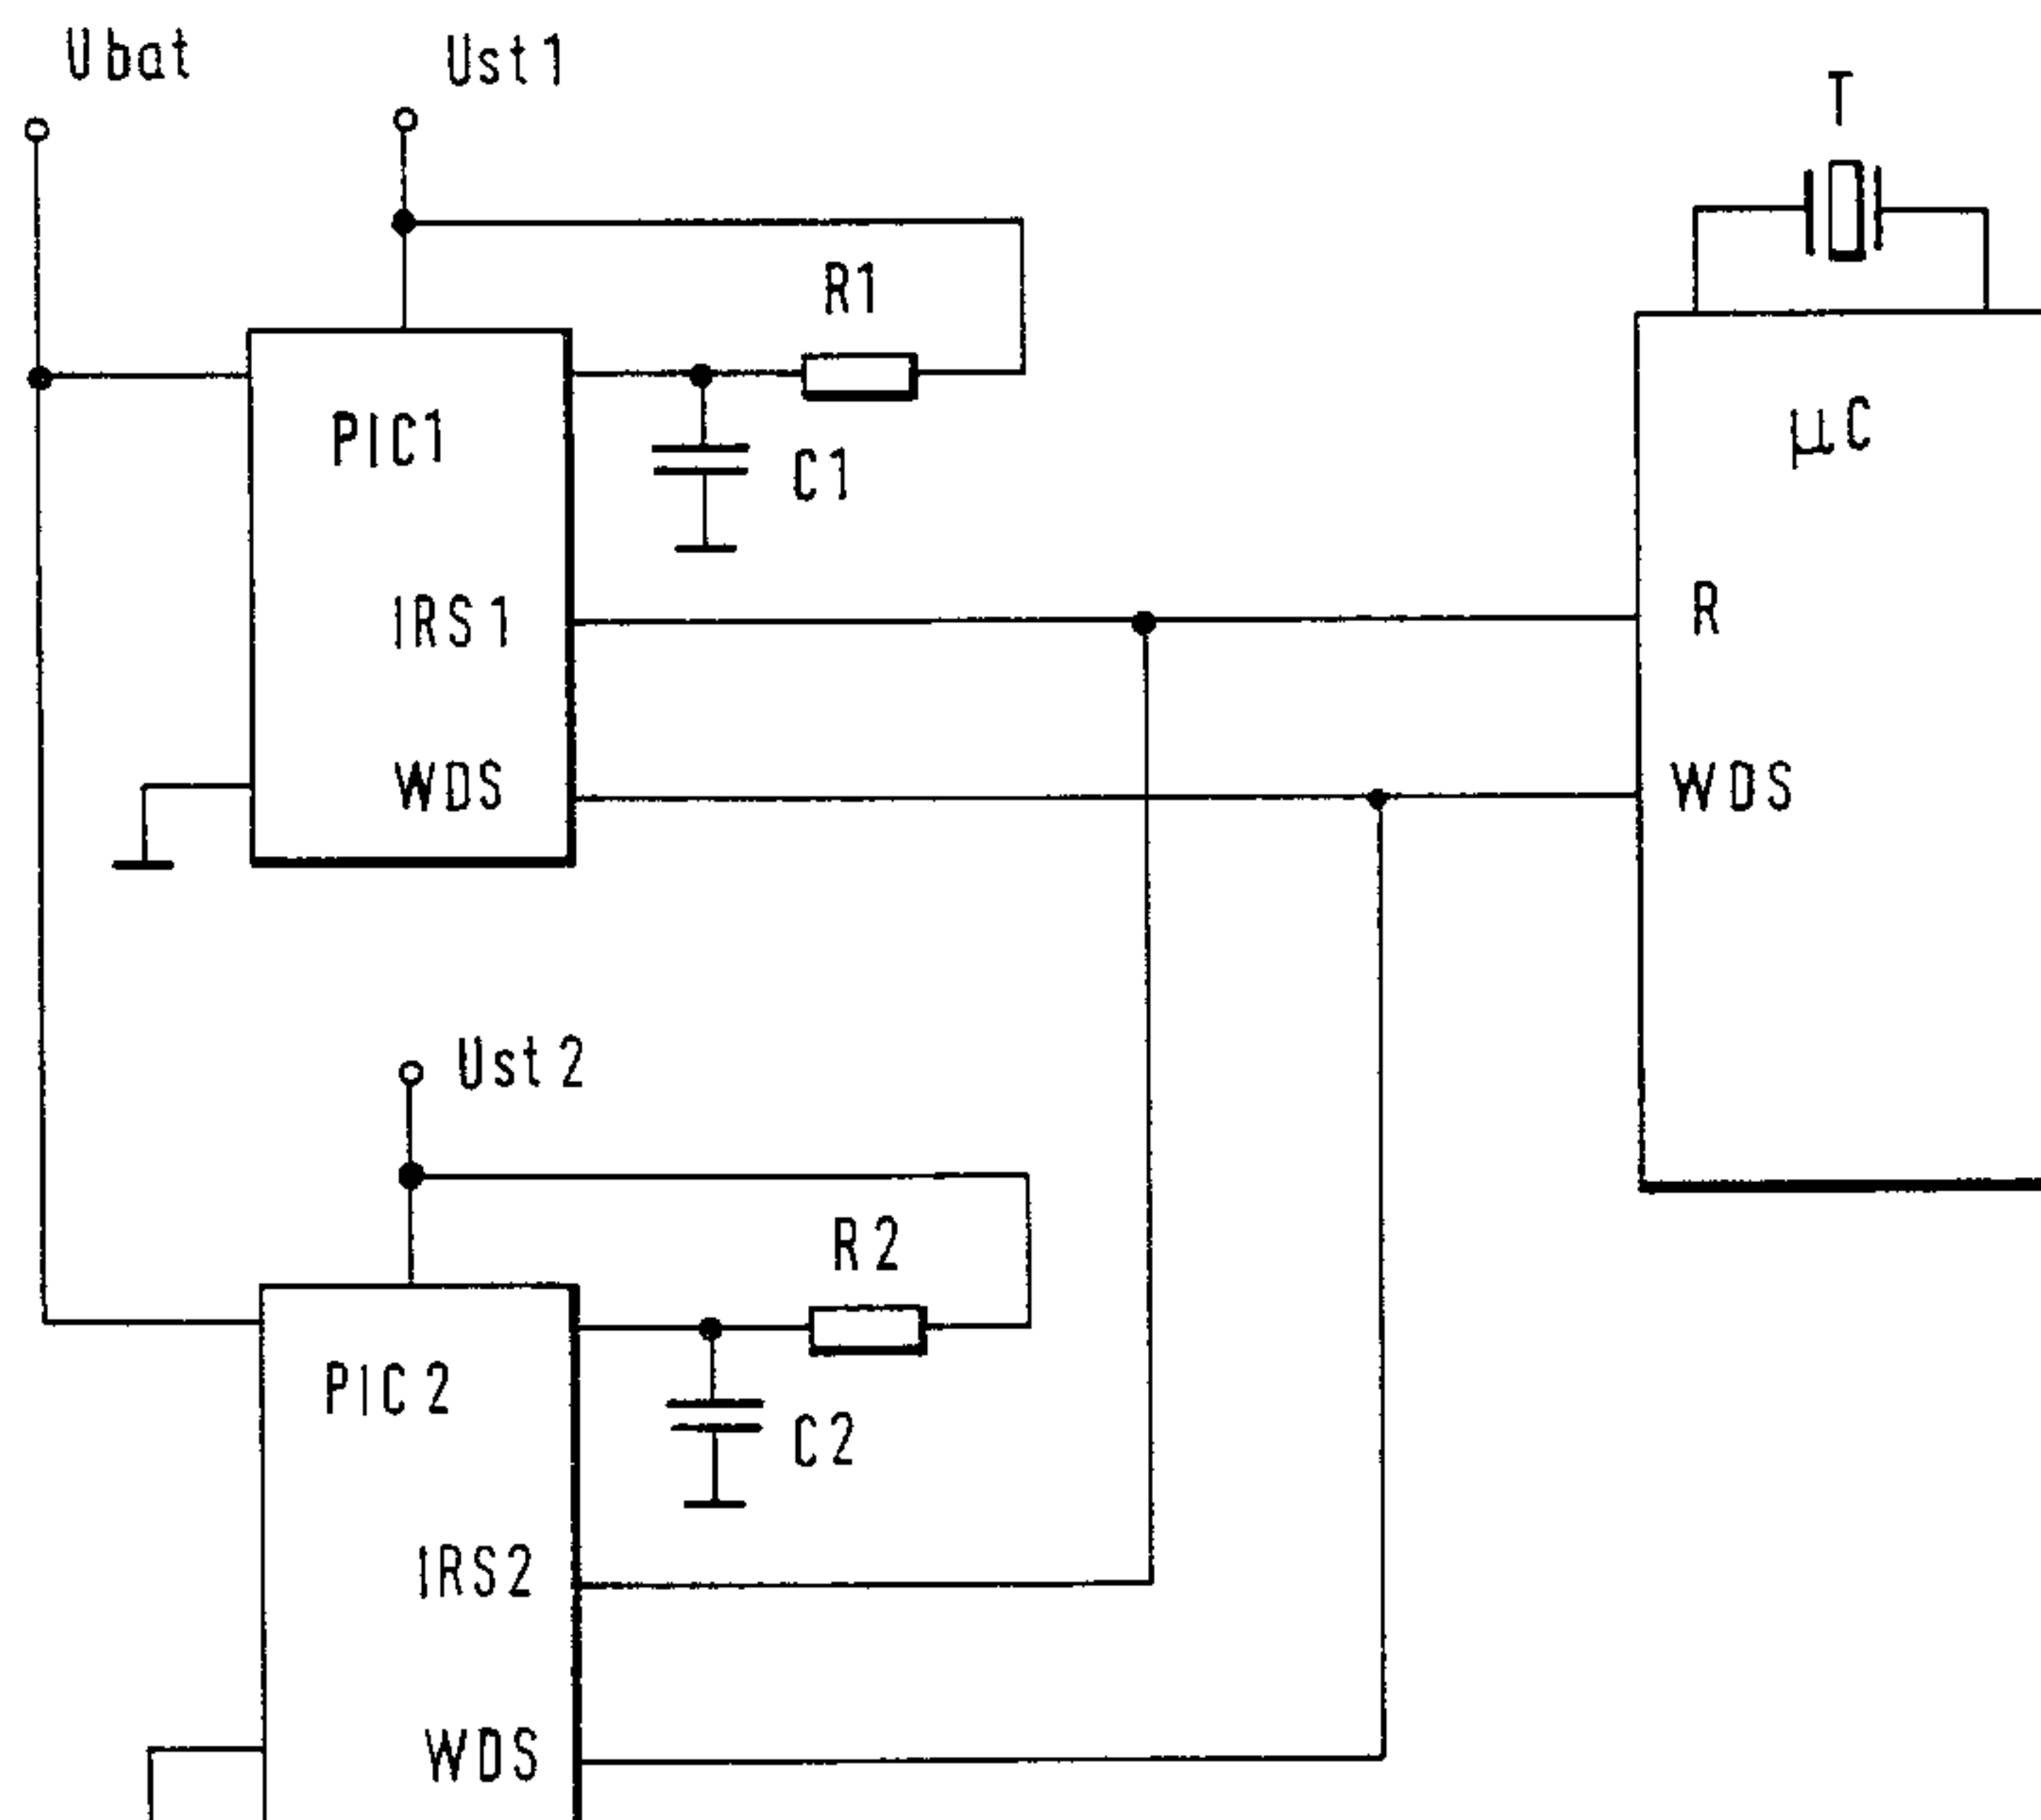 Ubat
Ust1
T
R1
PIC1
C1
µC
IRS1
R
WDS
WDS
Ust2
R2
PIC2
C2
IRS2
WDS